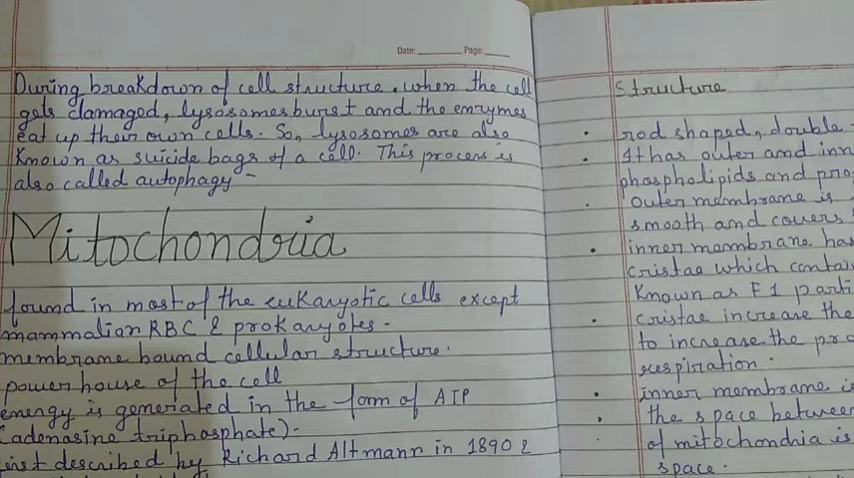 Date: ________ Page: ______
During breakdown of cell structure, when the cell
gets damaged, lysosomes burst and the enzymes
eat up their own cells. So, lysosomes are also
known as suicide bags of a cell. This process is
also called autophagy -
Mitochondria
found in most of the eukaryotic cells except
mammalian RBC & prokaryotes.
membrane bound cellular structure.
power house of the cell
energy is generated in the form of ATP
(adenosine triphosphate).
described by Richard Altmann in 1890 &
Structure
• rod shaped, double
• It has outer and inn
phospholipids and pro
• outer membrane is
smooth and covers
• inner membrane has
cristae which contai
known as F1 parti
• cristae increase the
to increase the pro
respiration.
• inner membrane is
• the space between
of mitochondria is
space.